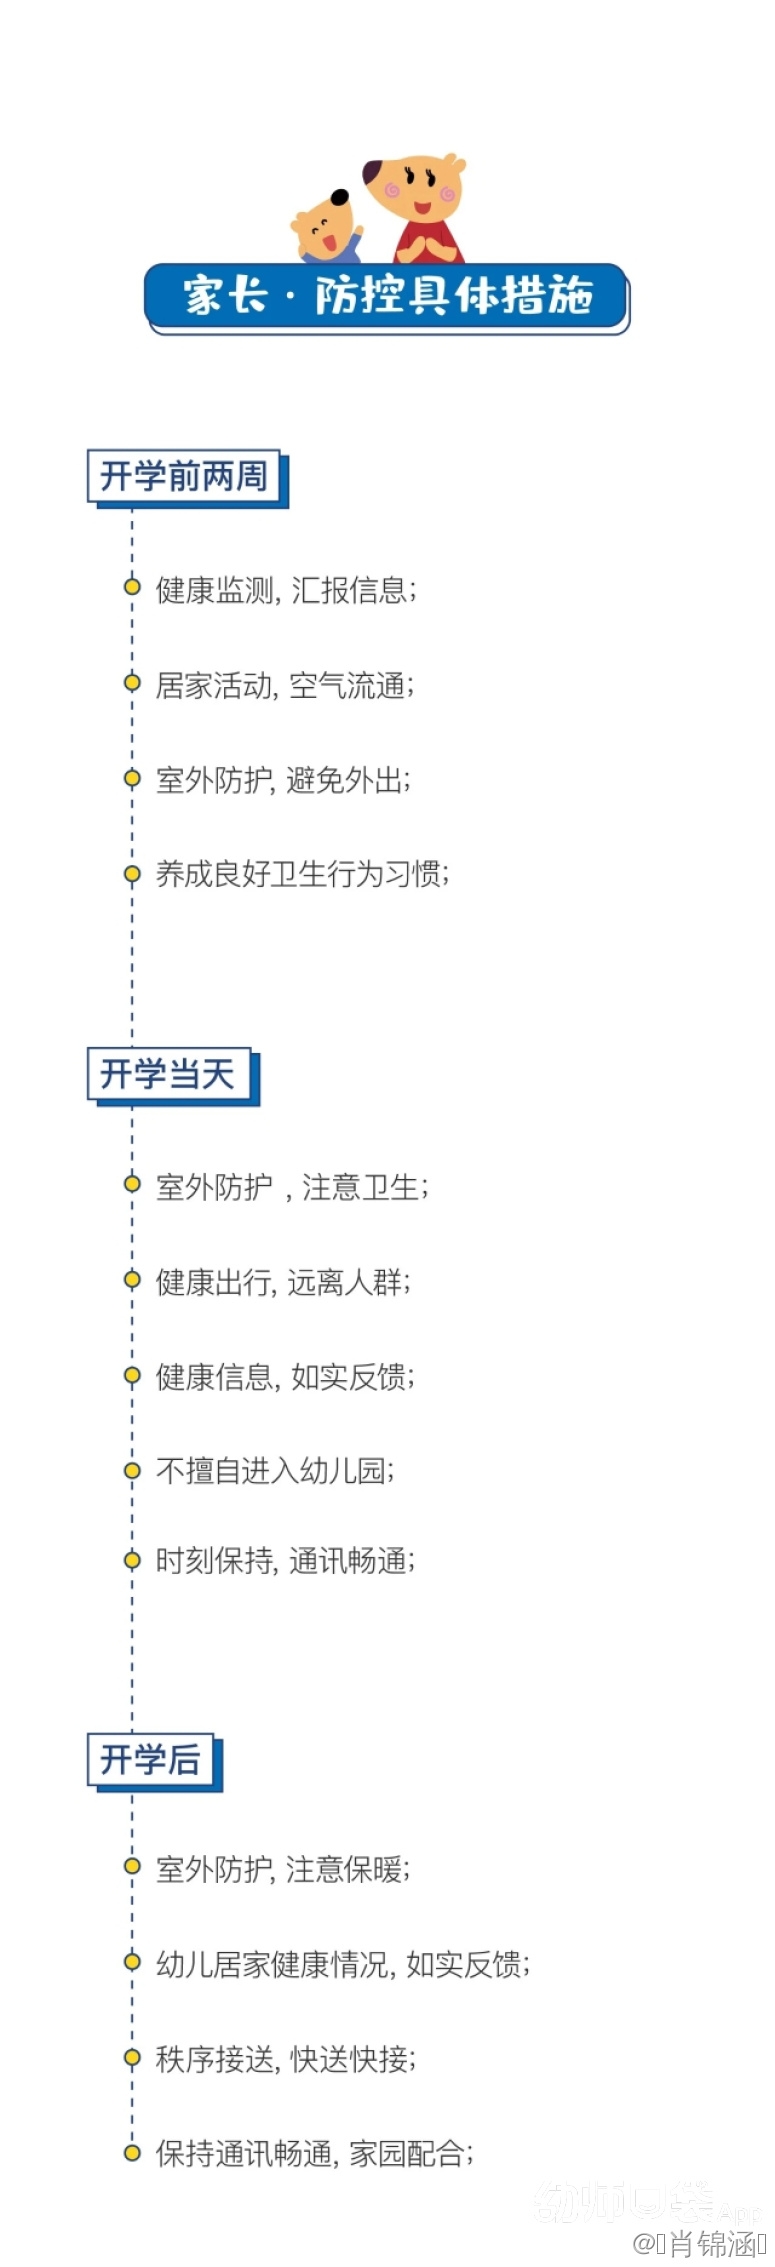 家长·防控具体措施
开学前两周
健康监测, 汇报信息;
居家活动, 空气流通;
室外防护, 避免外出;
养成良好卫生行为习惯;
开学当天
室外防护 , 注意卫生;
健康出行, 远离人群;
健康信息, 如实反馈;
不擅自进入幼儿园;
时刻保持, 通讯畅通;
开学后
室外防护, 注意保暖;
幼儿居家健康情况, 如实反馈;
秩序接送, 快送快接;
保持通讯畅通, 家园配合;
幼师口袋App
@肖锦涵